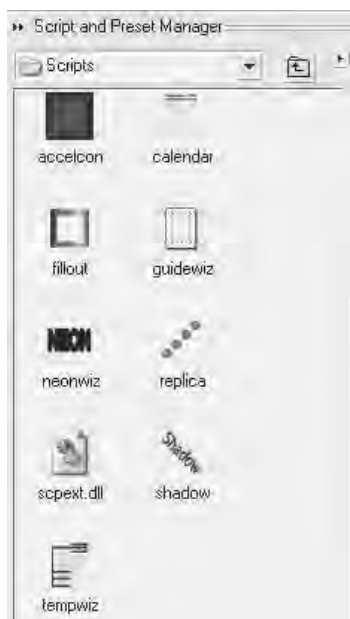 Script and Preset Manager
Scripts
accelcon calendar
fillout guidewiz
NEON
neonwiz replica
Shadow
scpext.dll shadow
tempwiz